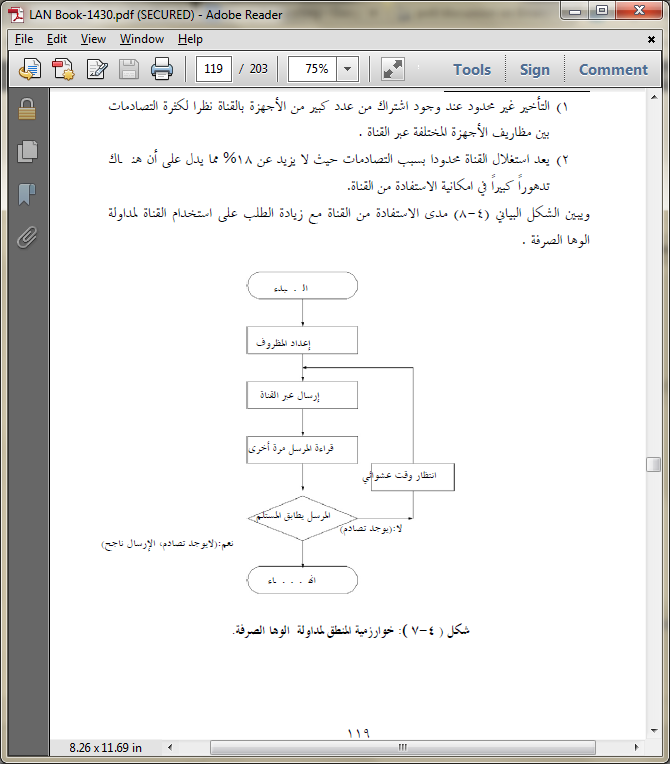 LAN Book-1430.pdf (SECURED) - Adobe Reader
File Edit View Window Help
119 / 203 75% Tools Sign Comment
١) التأخير غير محدود عند وجود اشتراك من عدد كبير من الأجهزة بالقناة نظرا لكثرة التصادمات
بين مظاريف الأجهزة المختلفة عبر القناة .
٢) يعد استغلال القناة محدودا بسبب التصادمات حيث لا يزيد عن ١٨% مما يدل على أن هنـاك
تدهوراً كبيراً في امكانية الاستفادة من القناة.
ويبين الشكل البياني (٤-٨) مدى الاستفادة من القناة مع زيادة الطلب على استخدام القناة لمداولة
الوها الصرفة .
البدء
إعداد المظروف
إرسال عبر القناة
قراءة المرسل مرة أخرى
انتظار وقت عشوائي
المرسل يطابق المستلم
لا:(يوجد تصادم)
نعم:(لايوجد تصادم، الإرسال ناجح)
شكل ( ٤-٧ ): خوارزمية المنطق لمداولة الوها الصرفة.
١١٩
8.26 x 11.69 in